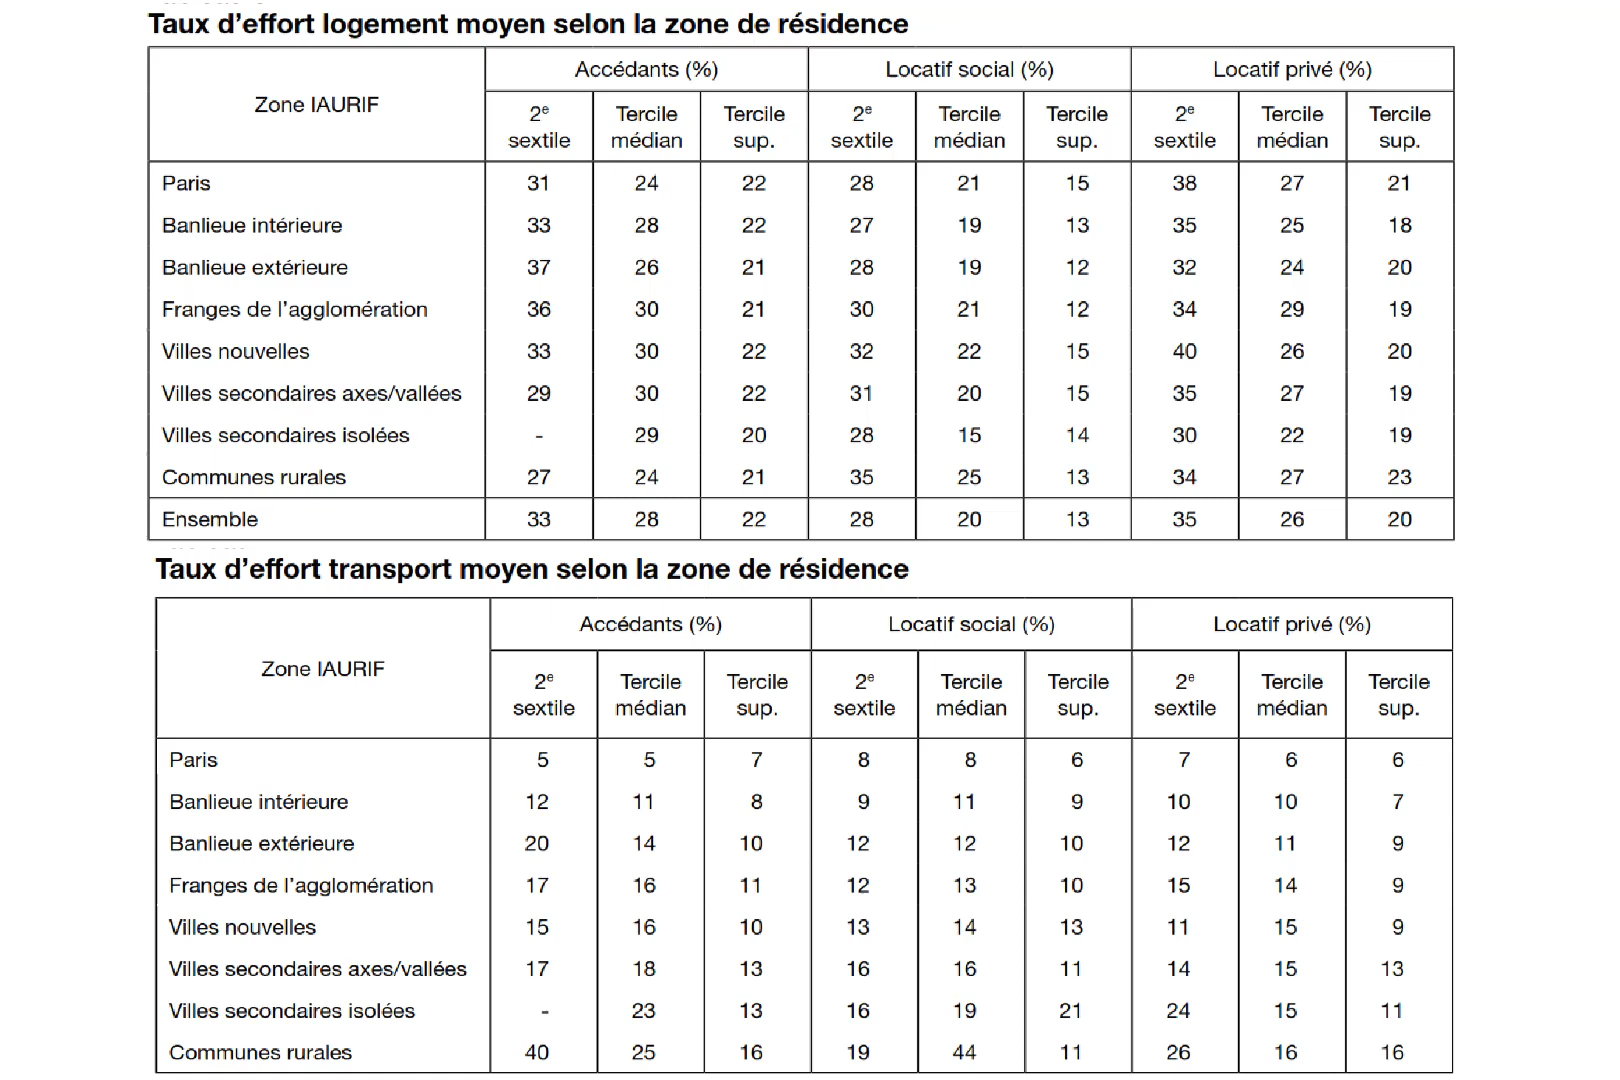 Taux d’effort logement moyen selon la zone de résidence
Zone IAURIF Accédants (%) Locatif social (%) Locatif privé (%)
2e sextile Tercile médian Tercile sup. 2e sextile Tercile médian Tercile sup. 2e sextile Tercile médian Tercile sup.
Paris 31 24 22 28 21 15 38 27 21
Banlieue intérieure 33 28 22 27 19 13 35 25 18
Banlieue extérieure 37 26 21 28 19 12 32 24 20
Franges de l’agglomération 36 30 21 30 21 12 34 29 19
Villes nouvelles 33 30 22 32 22 15 40 26 20
Villes secondaires axes/vallées 29 30 22 31 20 15 35 27 19
Villes secondaires isolées - 29 20 28 15 14 30 22 19
Communes rurales 27 24 21 35 25 13 34 27 23
Ensemble 33 28 22 28 20 13 35 26 20
Taux d’effort transport moyen selon la zone de résidence
Zone IAURIF Accédants (%) Locatif social (%) Locatif privé (%)
2e sextile Tercile médian Tercile sup. 2e sextile Tercile médian Tercile sup. 2e sextile Tercile médian Tercile sup.
Paris 5 5 7 8 8 6 7 6 6
Banlieue intérieure 12 11 8 9 11 9 10 10 7
Banlieue extérieure 20 14 10 12 12 10 12 11 9
Franges de l’agglomération 17 16 11 12 13 10 15 14 9
Villes nouvelles 15 16 10 13 14 13 11 15 9
Villes secondaires axes/vallées 17 18 13 16 16 11 14 15 13
Villes secondaires isolées - 23 13 16 19 21 24 15 11
Communes rurales 40 25 16 19 44 11 26 16 16